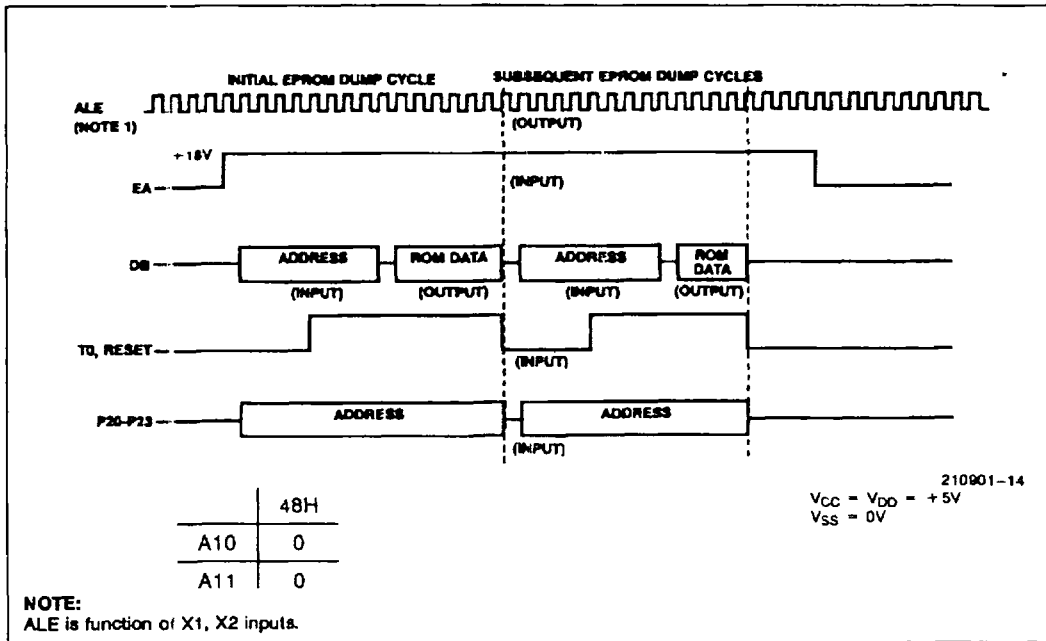 INITIAL EPROM DUMP CYCLE SUBSEQUENT EPROM DUMP CYCLES
ALE
(NOTE 1) (OUTPUT)
+18V
EA (INPUT)
DB ADDRESS ROM DATA ADDRESS ROM DATA
(INPUT) (OUTPUT) (INPUT) (OUTPUT)
T0, RESET (INPUT)
P20-P23 ADDRESS ADDRESS
(INPUT)
210901-14
VCC = VDD = +5V
VSS = 0V
48H
A10 0
A11 0
NOTE:
ALE is function of X1, X2 inputs.